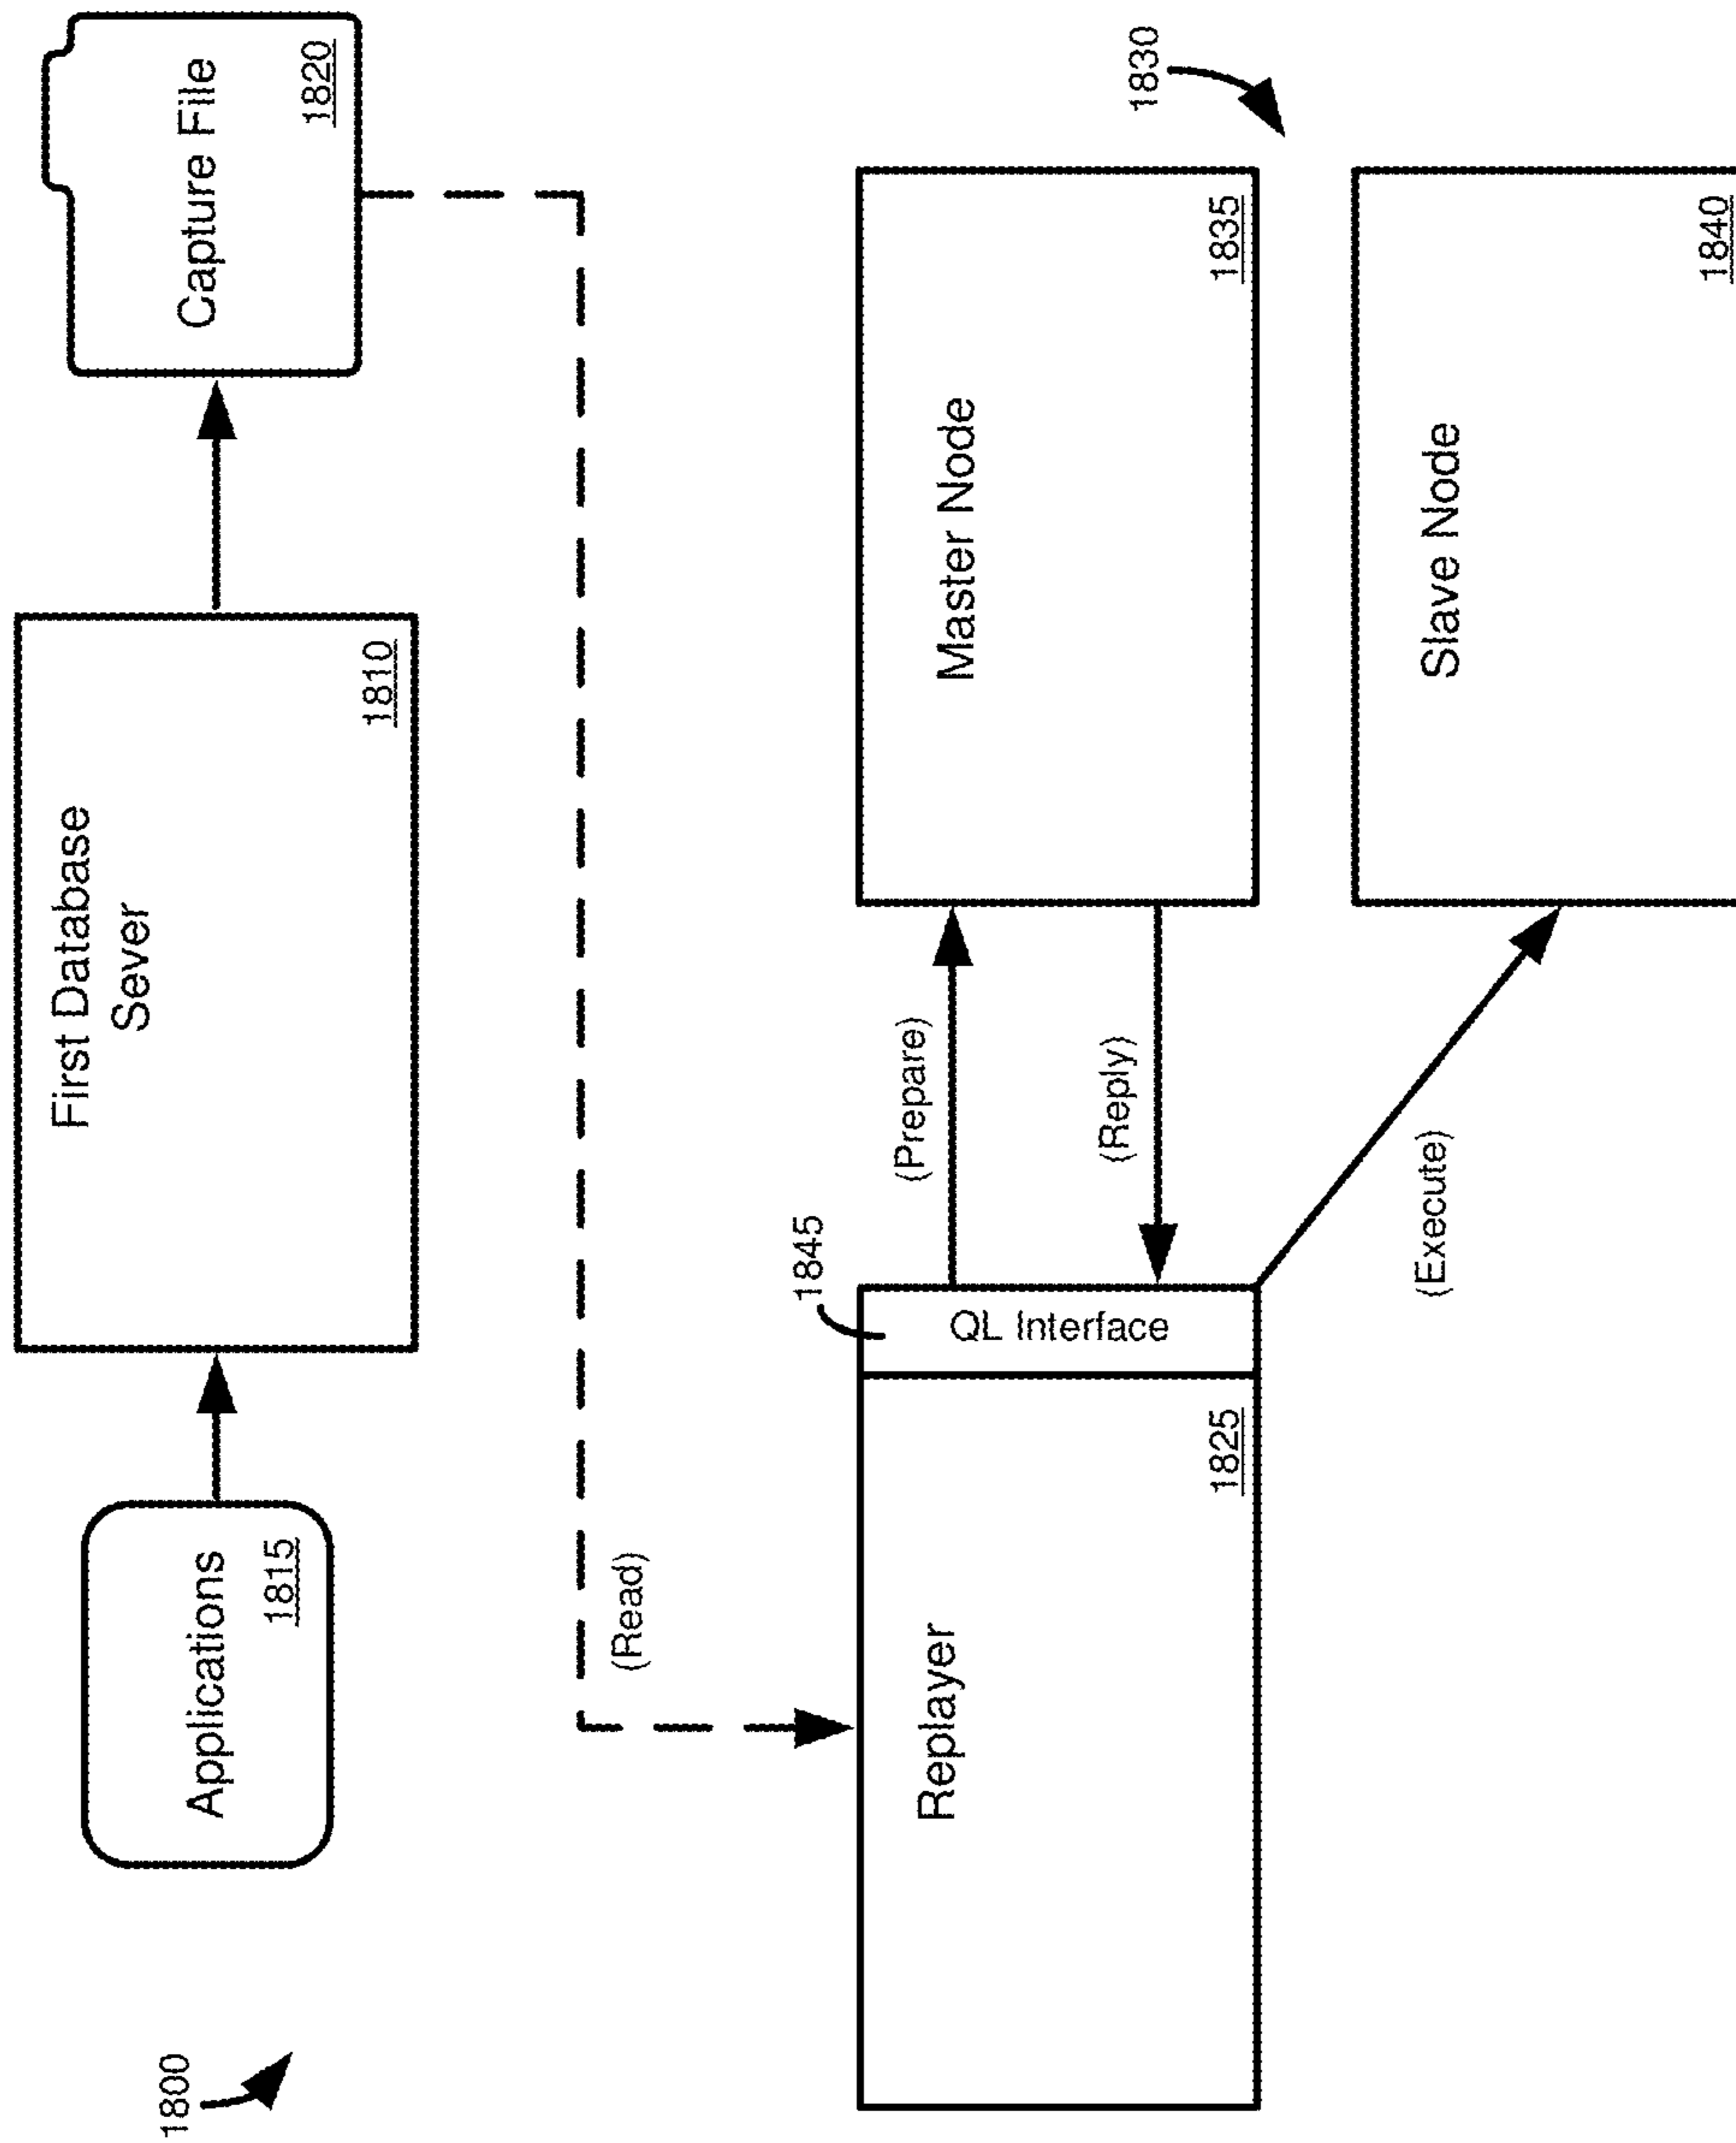 1800
Applications
1815
First Database
Sever
1810
Capture File
1820
(Read)
Replayer
1825
QL Interface
1845
(Prepare)
(Reply)
(Execute)
1830
Master Node
1835
Slave Node
1840